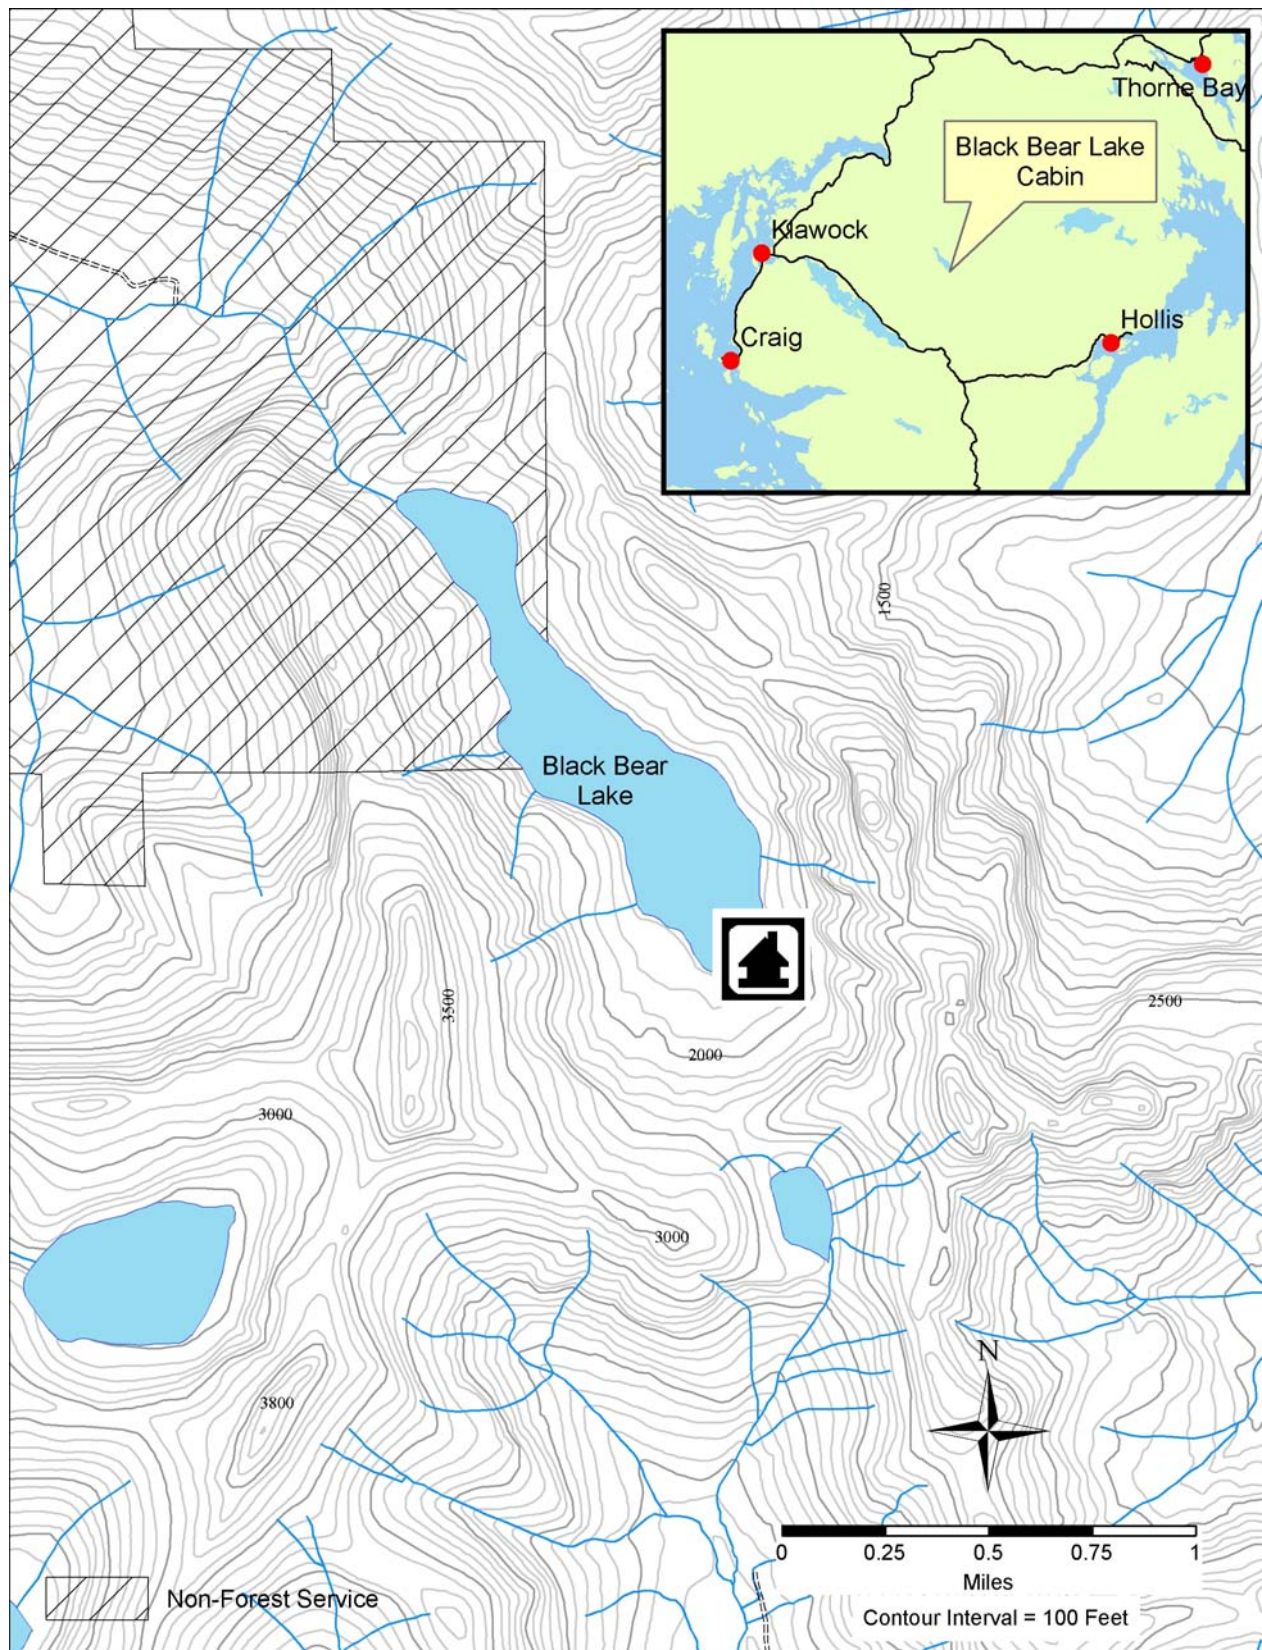 Thorne Bay
Black Bear Lake
Cabin
Klawock
Hollis
Craig
1500
Black Bear
Lake
3500
2500
2000
3000
3000
N
3800
0 0.25 0.5 0.75 1
Miles
Non-Forest Service
Contour Interval = 100 Feet